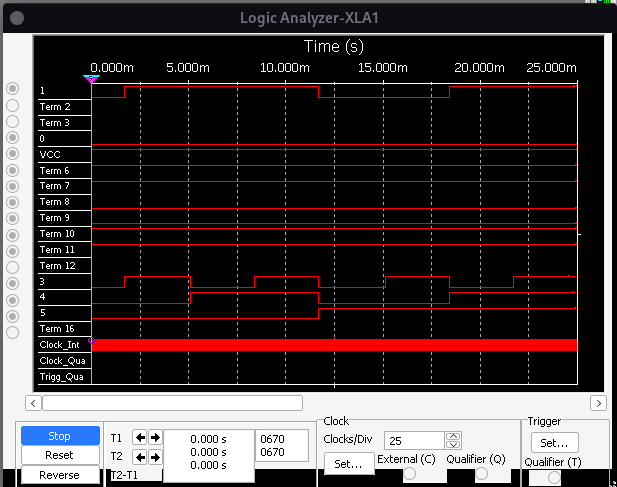 Logic Analyzer-XLA1
Time (s)
0.000m 5.000m 10.000m 15.000m 20.000m 25.000m
1
Term 2
Term 3
0
VCC
Term 6
Term 7
Term 8
Term 9
Term 10
Term 11
Term 12
3
4
5
Term 16
Clock_Int
Clock_Qua
Trigg_Qua
Stop
Reset
Reverse
T1
T2
T2-T1
0.000 s
0.000 s
0.000 s
0670
0670
Clock
Clocks/Div 25
Set...
External (C)
Qualifier (Q)
Trigger
Set...
Qualifier (T)